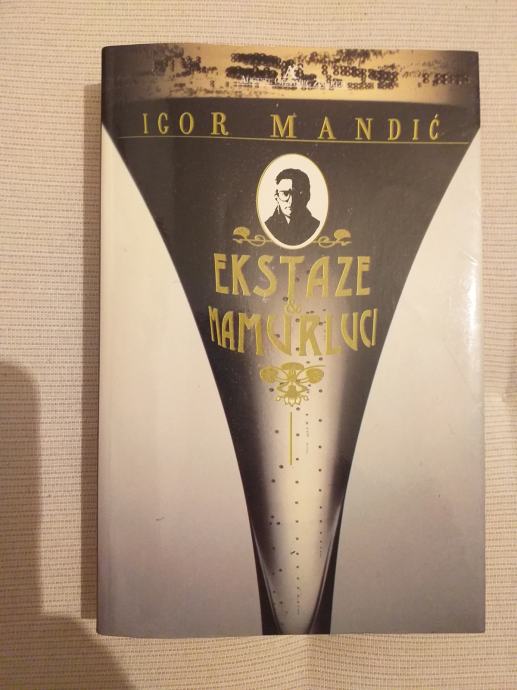 A
IGOR MANDIĆ
EKSTAZE
&
MAMURLUCI